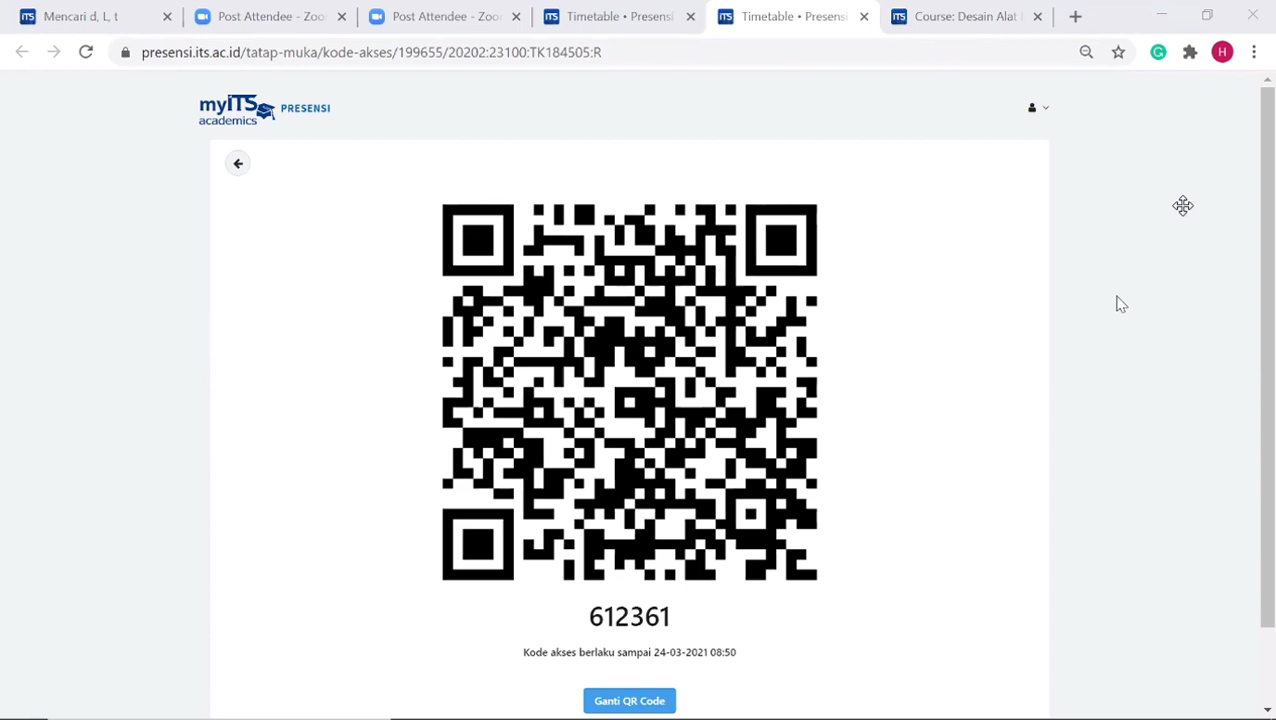 Mencari d, L, t
Post Attendee - Zoo
Post Attendee - Zoo
Timetable • Presensi
Timetable • Presensi
Course: Desain Alat
presensi.its.ac.id/tatap-muka/kode-akses/199655/20202:23100:TK184505:R
H
myITS academics PRESENSI
612361
Kode akses berlaku sampai 24-03-2021 08:50
Ganti QR Code